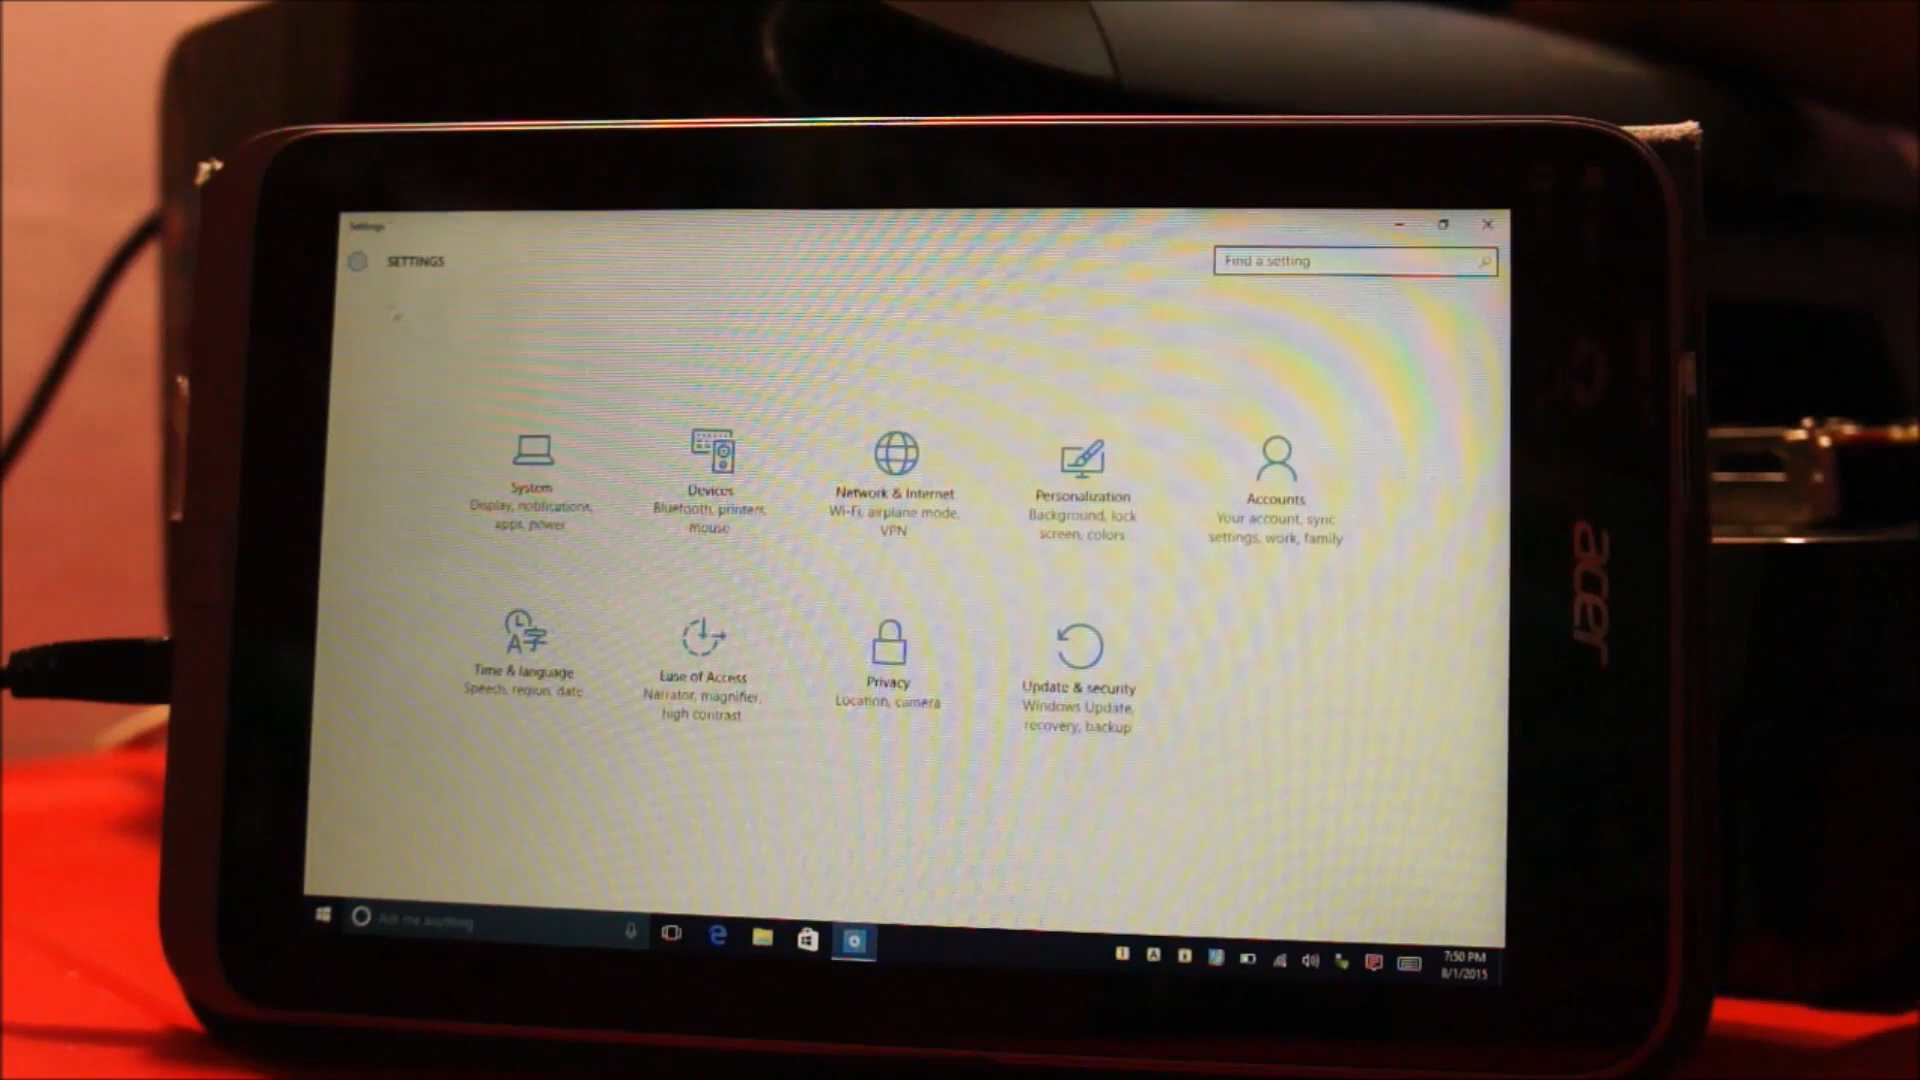 Settings
SETTINGS
Find a setting
System
Display, notifications,
apps, power
Devices
Bluetooth, printers,
mouse
Network & Internet
Wi-Fi, airplane mode,
VPN
Personalization
Background, lock
screen, colors
Accounts
Your account, sync
settings, work, family
Time & language
Speech, region, date
Ease of Access
Narrator, magnifier,
high contrast
Privacy
Location, camera
Update & security
Windows Update,
recovery, backup
Ask me anything
7:50 PM
8/1/2015
acer